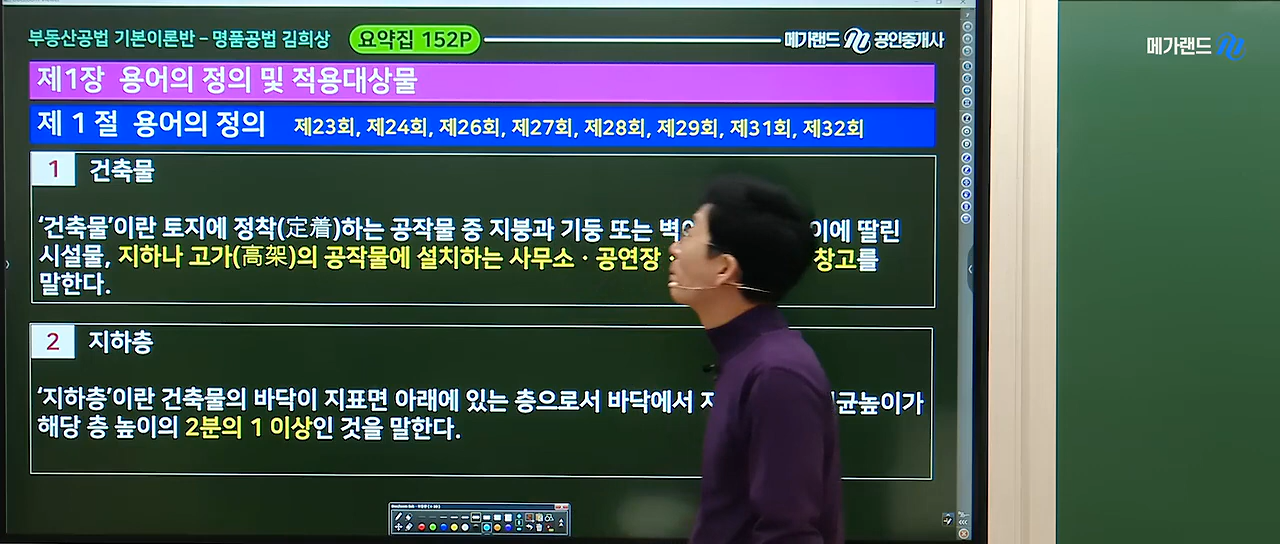 부동산공법 기본이론반 – 명품공법 김희상
요약집 152P
메가랜드 공인중개사
메가랜드
제1장 용어의 정의 및 적용대상물
제 1 절 용어의 정의 제23회, 제24회, 제26회, 제27회, 제28회, 제29회, 제31회, 제32회
1 건축물
‘건축물’이란 토지에 정착(定着)하는 공작물 중 지붕과 기둥 또는 이에 딸린
시설물, 지하나 고가(高架)의 공작물에 설치하는 사무소 · 공연장 · 창고를
말한다.
2 지하층
‘지하층’이란 건축물의 바닥이 지표면 아래에 있는 층으로서 바닥에서
해당 층 높이의 2분의 1 이상인 것을 말한다.